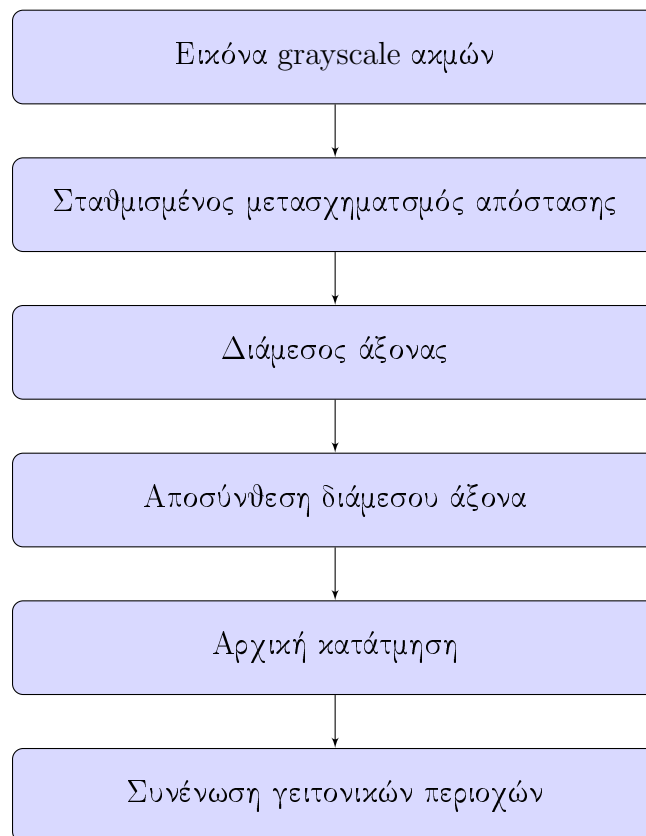 Εικόνα grayscale ακμών
Σταθμισμένος μετασχηματσμός απόστασης
Διάμεσος άξονας
Αποσύνθεση διάμεσου άξονα
Αρχική κατάτμηση
Συνένωση γειτονικών περιοχών